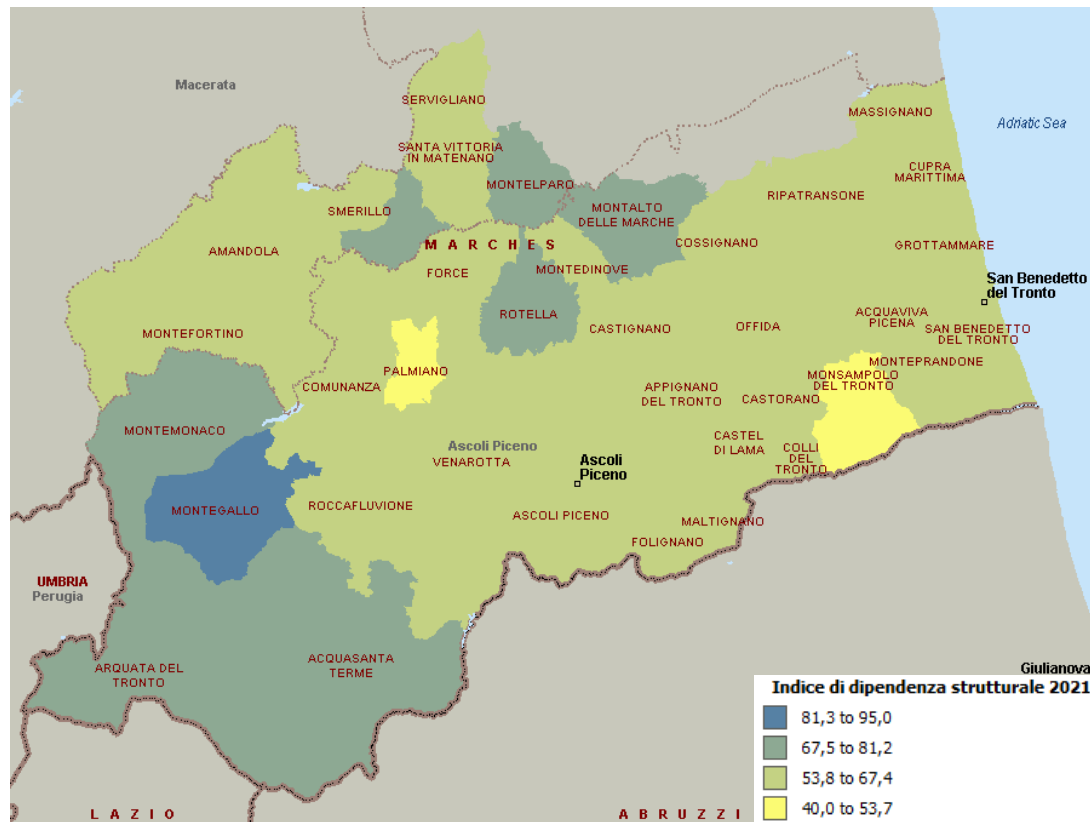 Macerata
SERVIGLIANO
MASSIGNANO
Adriatic Sea
SANTA VITTORIA
IN MATENANO
CUPRA
MARITTIMA
MONTELPARO
RIPATRANSONE
SMERILLO
MONTALTO
DELLE MARCHE
AMANDOLA
MARCHES
COSSIGNANO
GROTTAMMARE
FORCE
MONTEDINOVE
San Benedetto
del Tronto
ROTELLA
ACQUAVIVA
PICENA
MONTEFORTINO
CASTIGNANO
OFFIDA
SAN BENEDETTO
DEL TRONTO
MONTEPRANDONE
PALMIANO
MONSAMPOLO
DEL TRONTO
COMUNANZA
APPIGNANO
DEL TRONTO
CASTORANO
MONTEMONACO
Ascoli Piceno
VENAROTTA
CASTEL
DI LAMA
COLLI
DEL
TRONTO
Ascoli
Piceno
MONTEGALLO
ROCCAFLUVIONE
ASCOLI PICENO
MALTIGNANO
FOLIGNANO
UMBRIA
Perugia
ARQUATA DEL
TRONTO
ACQUASANTA
TERME
Giulianova
Indice di dipendenza strutturale 2021
81,3 to 95,0
67,5 to 81,2
53,8 to 67,4
40,0 to 53,7
LAZIO
ABRUZZI